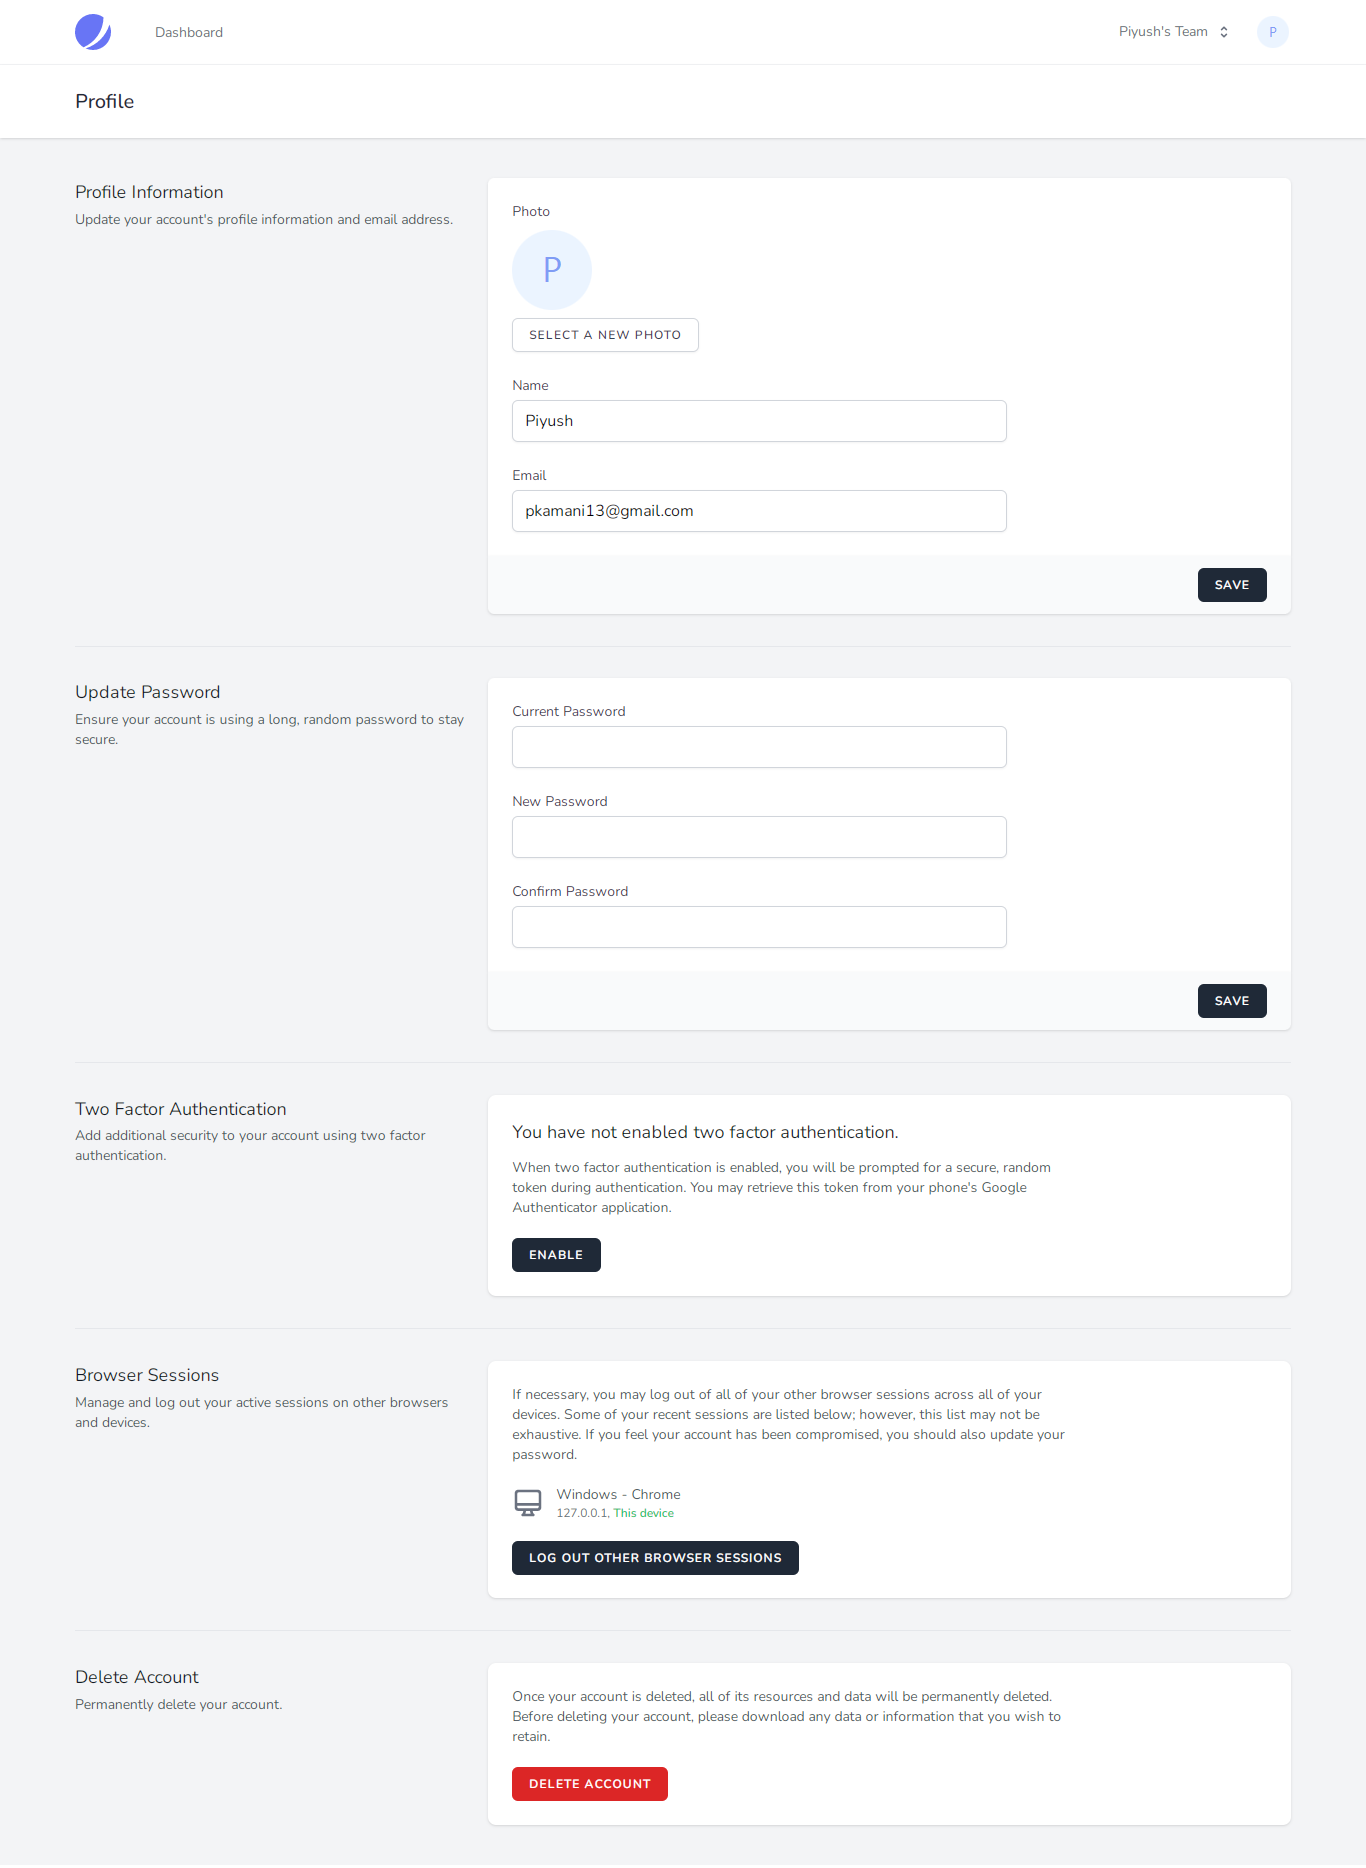 Dashboard
Piyush's Team
P
Profile
Profile Information
Update your account's profile information and email address.
Photo
P
SELECT A NEW PHOTO
Name
Piyush
Email
pkamani13@gmail.com
SAVE
Update Password
Ensure your account is using a long, random password to stay
secure.
Current Password
New Password
Confirm Password
SAVE
Two Factor Authentication
Add additional security to your account using two factor
authentication.
You have not enabled two factor authentication.
When two factor authentication is enabled, you will be prompted for a secure, random
token during authentication. You may retrieve this token from your phone's Google
Authenticator application.
ENABLE
Browser Sessions
Manage and log out your active sessions on other browsers
and devices.
If necessary, you may log out of all of your other browser sessions across all of your
devices. Some of your recent sessions are listed below; however, this list may not be
exhaustive. If you feel your account has been compromised, you should also update your
password.
Windows - Chrome
127.0.0.1, This device
LOG OUT OTHER BROWSER SESSIONS
Delete Account
Permanently delete your account.
Once your account is deleted, all of its resources and data will be permanently deleted.
Before deleting your account, please download any data or information that you wish to
retain.
DELETE ACCOUNT